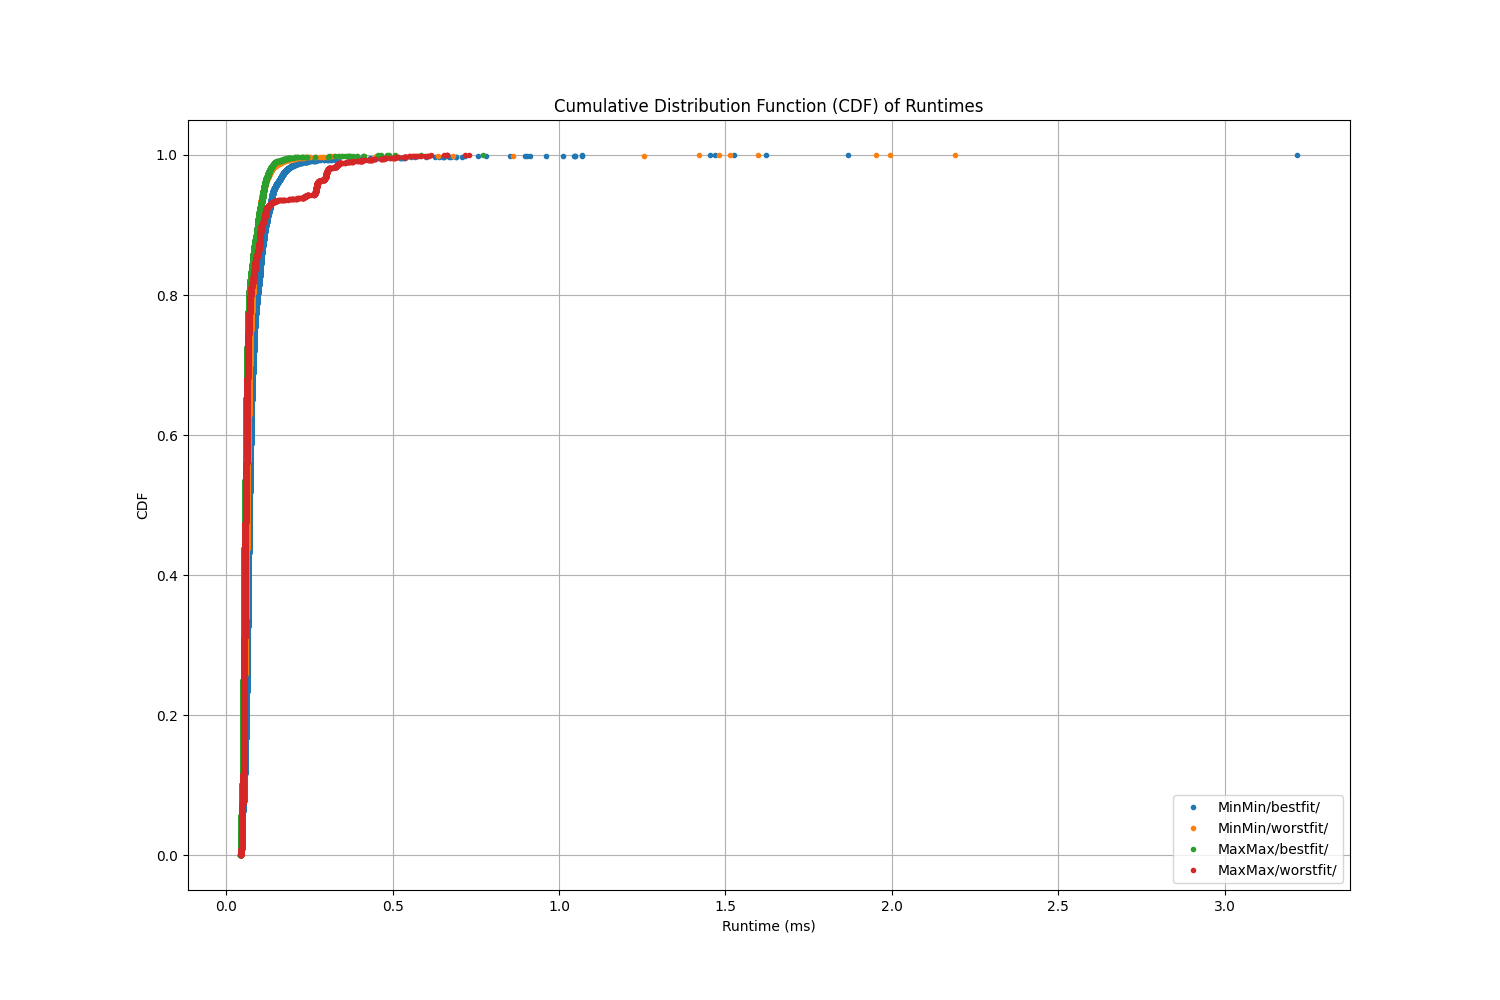 Cumulative Distribution Function (CDF) of Runtimes
CDF
1.0
0.8
0.6
0.4
0.2
0.0
0.0 0.5 1.0 1.5 2.0 2.5 3.0
Runtime (ms)
MinMin/bestfit/
MinMin/worstfit/
MaxMax/bestfit/
MaxMax/worstfit/